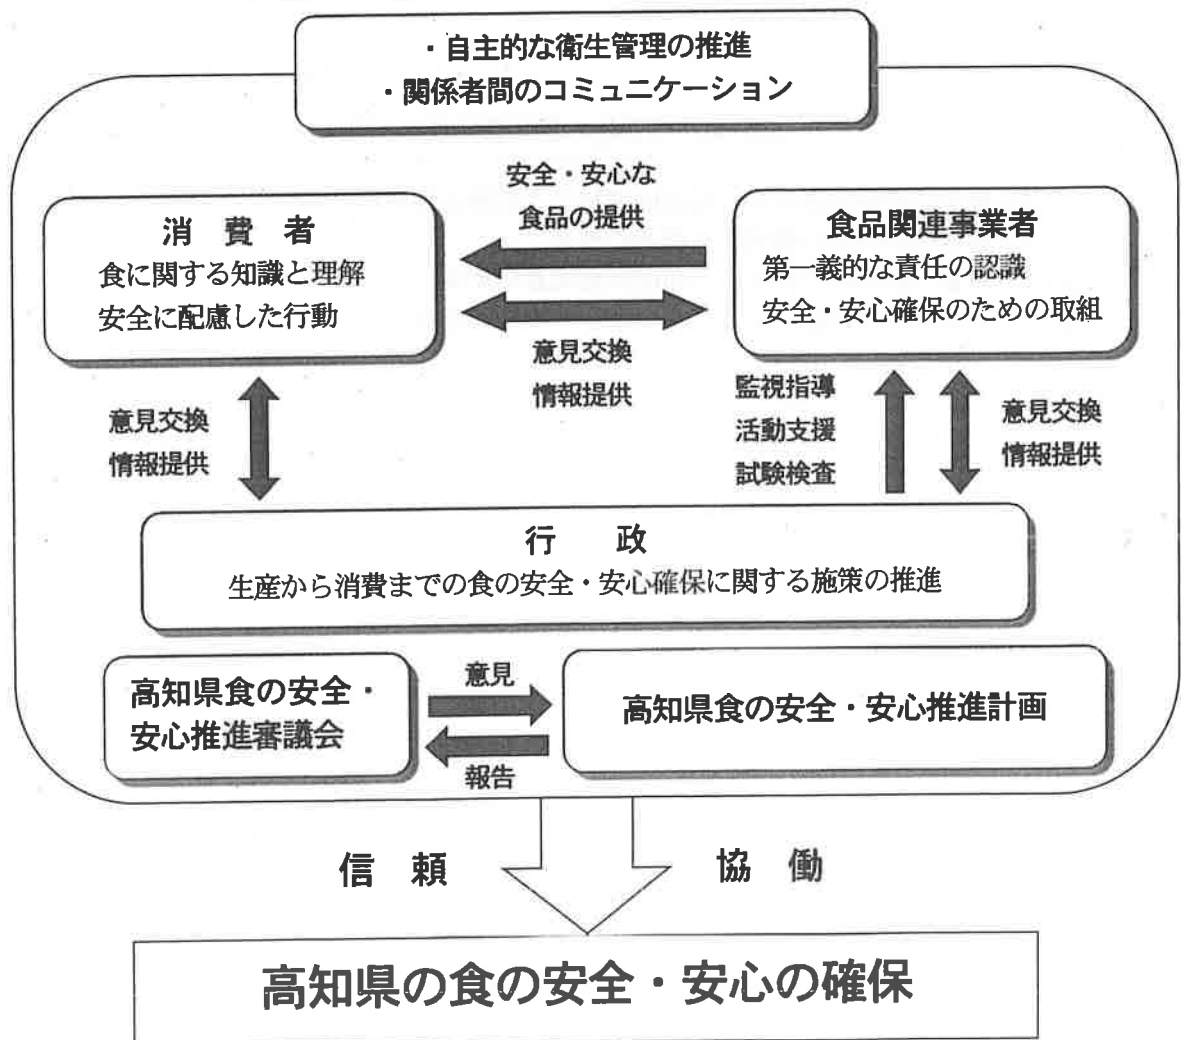 ・自主的な衛生管理の推進
・関係者間のコミュニケーション
安全・安心な
食品の提供
消 費 者
食に関する知識と理解
安全に配慮した行動
食品関連事業者
第一義的な責任の認識
安全・安心確保のための取組
意見交換
情報提供
意見交換
情報提供
監視指導
活動支援
試験検査
意見交換
情報提供
行 政
生産から消費までの食の安全・安心確保に関する施策の推進
高知県食の安全・
安心推進審議会
意見
報告
高知県食の安全・安心推進計画
信 頼
協 働
高知県の食の安全・安心の確保